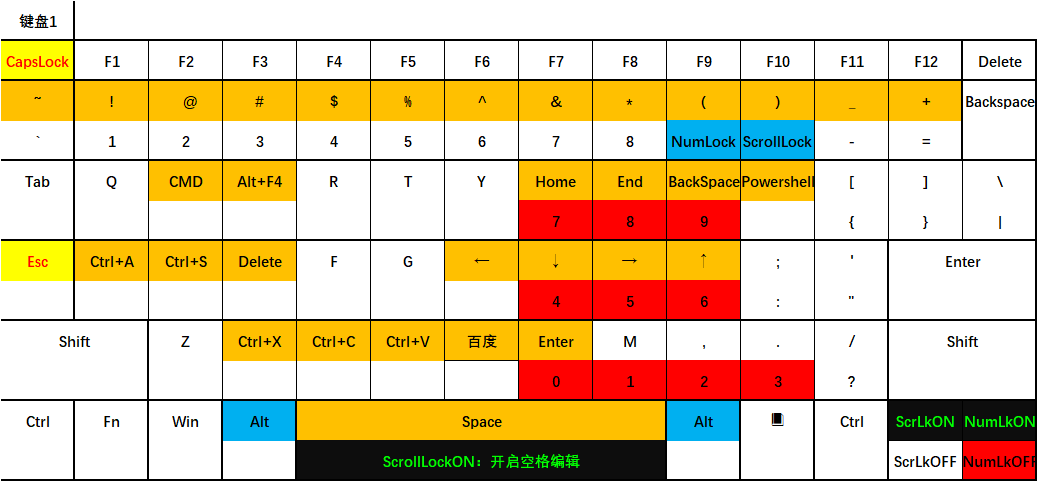 键盘1
CapsLock F1 F2 F3 F4 F5 F6 F7 F8 F9 F10 F11 F12 Delete
~ ! @ # $ % ^ & * ( ) _ + Backspace
` 1 2 3 4 5 6 7 8 NumLock ScrollLock - =
Tab Q CMD Alt+F4 R T Y Home End BackSpace Powershell [ ] \
7 8 9 { } |
Esc Ctrl+A Ctrl+S Delete F G ← ↓ → ↑ ; ' Enter
4 5 6 : "
Shift Z Ctrl+X Ctrl+C Ctrl+V 百度 Enter M , . / Shift
0 1 2 3 ?
Ctrl Fn Win Alt Space Alt Ctrl ScrLkON NumLkON
ScrollLockON：开启空格编辑 ScrLkOFF NumLkOFF